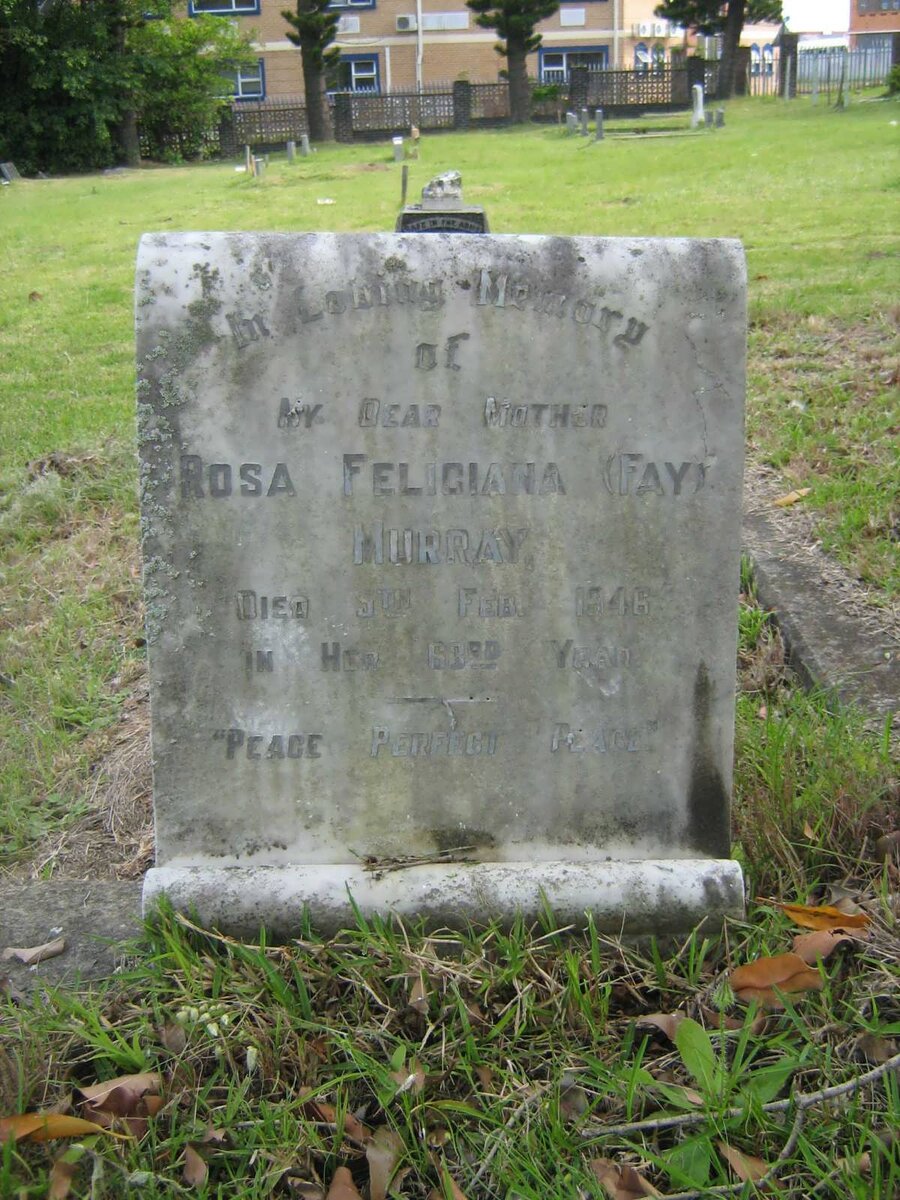 In Loving Memory
of
My Dear Mother
Rosa Feliciana (Fay)
Murray,
Died Feb. 1946
in Her 63rd Year.
"Peace Perfect Peace"